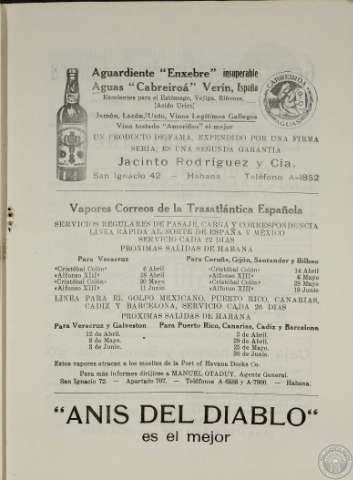 Aguardiente "Enxebre" insuperable
Aguas "Cabreiroá" Verín, España
Excelentes para el Estómago, Vejiga, Riñones,
(Acido Urico)
Jamón, Lacón, Unto, Vinos Legítimos Gallegos
Vino tostado "Amorifico" el mejor
UN PRODUCTO DE FAMA, EXPENDIDO POR UNA FIRMA
SERIA, ES UNA SEGUNDA GARANTIA
Jacinto Rodríguez y Cía.
San Ignacio 42 — Habana — Teléfono A-1852
CABREIROA
AGUAS
Vapores Correos de la Trasatlántica Española
SERVICIOS REGULARES DE PASAJE, CARGA Y CORRESPONDENCIA
LINEA RAPIDA AL NORTE DE ESPAÑA Y MEXICO
SERVICIO CADA 22 DIAS
PROXIMAS SALIDAS DE HABANA
Para Veracruz Para Coruña, Gijón, Santander y Bilbao
«Cristóbal Colón» 6 Abril «Cristóbal Colón» 14 Abril
«Alfonso XIII» 28 Abril «Alfonso XIII» 6 Mayo
«Cristóbal Colón» 20 Mayo «Cristóbal Colón» 28 Mayo
«Alfonso XIII» 11 Junio «Alfonso XIII» 19 Junio
LINEA PARA EL GOLFO MEXICANO, PUERTO RICO, CANARIAS,
CADIZ Y BARCELONA, SERVICIO CADA 26 DIAS
PROXIMAS SALIDAS DE HABANA
Para Veracruz y Galveston Para Puerto Rico, Canarias, Cadiz y Barcelona
12 de Abril. 2 de Abril.
8 de Mayo. 28 de Abril.
3 de Junio. 25 de Mayo.
20 de Junio.
Estos vapores atracan a los muelles de la Port of Havana Docks Co.
Para más informes diríjirse a MANUEL OTADUY, Agente General.
San Ignacio 72. — Apartado 707. — Teléfonos A-6588 y A-7900. — Habana.
"ANIS DEL DIABLO"
es el mejor